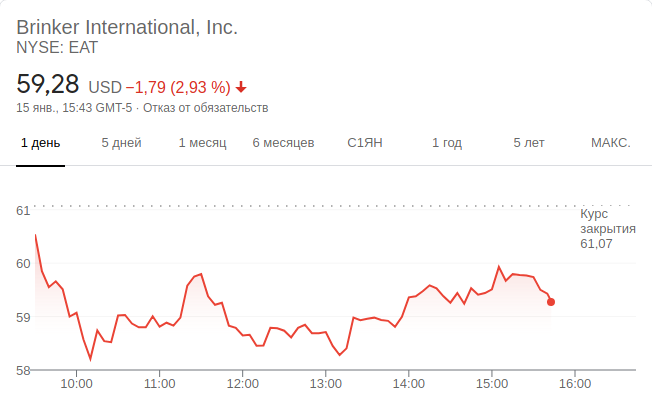 Brinker International, Inc.
NYSE: EAT
59,28 USD −1,79 (2,93 %)
15 янв., 15:43 GMT-5 · Отказ от обязательств
1 день 5 дней 1 месяц 6 месяцев С1ЯН 1 год 5 лет МАКС.
61
Курс
закрытия
61,07
60
59
58
10:00 11:00 12:00 13:00 14:00 15:00 16:00